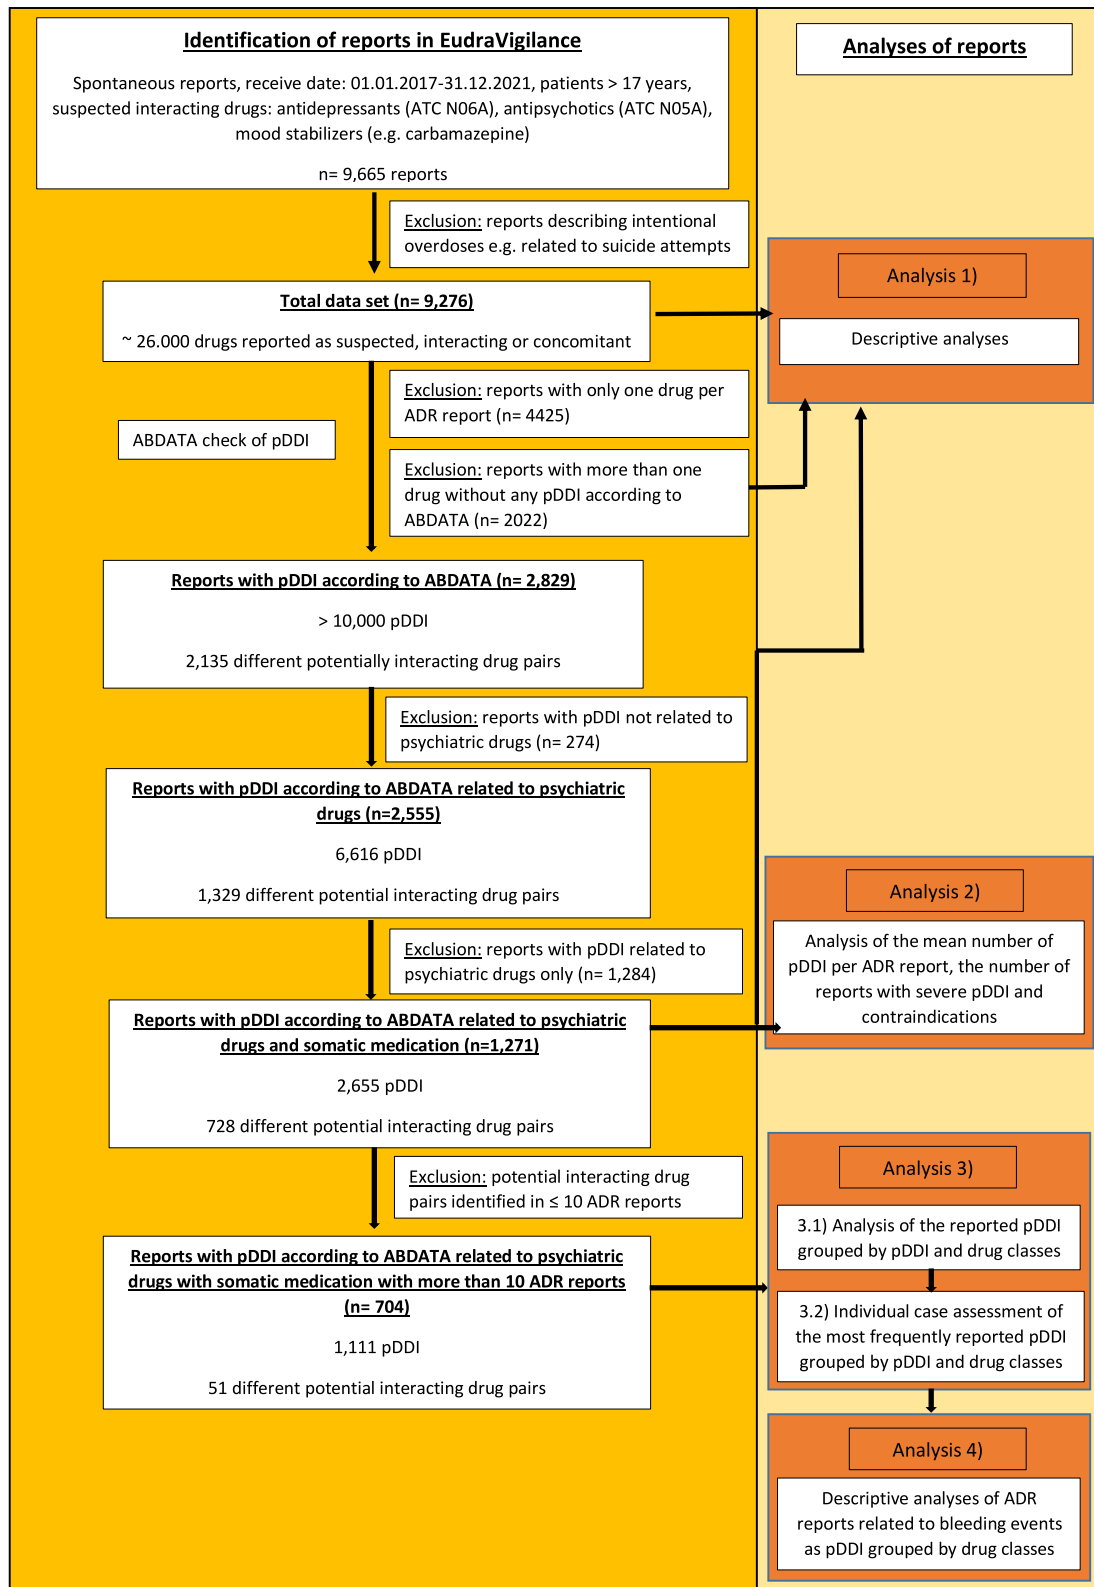 Identification of reports in EudraVigilance
Spontaneous reports, receive date: 01.01.2017-31.12.2021, patients > 17 years,
suspected interacting drugs: antidepressants (ATC N06A), antipsychotics (ATC N05A),
mood stabilizers (e.g. carbamazepine)
n= 9,665 reports
Exclusion: reports describing intentional
overdoses e.g. related to suicide attempts
Total data set (n= 9,276)
~ 26.000 drugs reported as suspected, interacting or concomitant
Exclusion: reports with only one drug per
ADR report (n= 4425)
ABDATA check of pDDI
Exclusion: reports with more than one
drug without any pDDI according to
ABDATA (n= 2022)
Reports with pDDI according to ABDATA (n= 2,829)
> 10,000 pDDI
2,135 different potentially interacting drug pairs
Exclusion: reports with pDDI not related to
psychiatric drugs (n= 274)
Reports with pDDI according to ABDATA related to psychiatric
drugs (n=2,555)
6,616 pDDI
1,329 different potential interacting drug pairs
Exclusion: reports with pDDI related to
psychiatric drugs only (n= 1,284)
Reports with pDDI according to ABDATA related to psychiatric
drugs and somatic medication (n=1,271)
2,655 pDDI
728 different potential interacting drug pairs
Exclusion: potential interacting drug
pairs identified in ≤ 10 ADR reports
Reports with pDDI according to ABDATA related to psychiatric
drugs with somatic medication with more than 10 ADR reports
(n= 704)
1,111 pDDI
51 different potential interacting drug pairs
Analyses of reports
Analysis 1)
Descriptive analyses
Analysis 2)
Analysis of the mean number of
pDDI per ADR report, the number of
reports with severe pDDI and
contraindications
Analysis 3)
3.1) Analysis of the reported pDDI
grouped by pDDI and drug classes
3.2) Individual case assessment of
the most frequently reported pDDI
grouped by pDDI and drug classes
Analysis 4)
Descriptive analyses of ADR
reports related to bleeding events
as pDDI grouped by drug classes